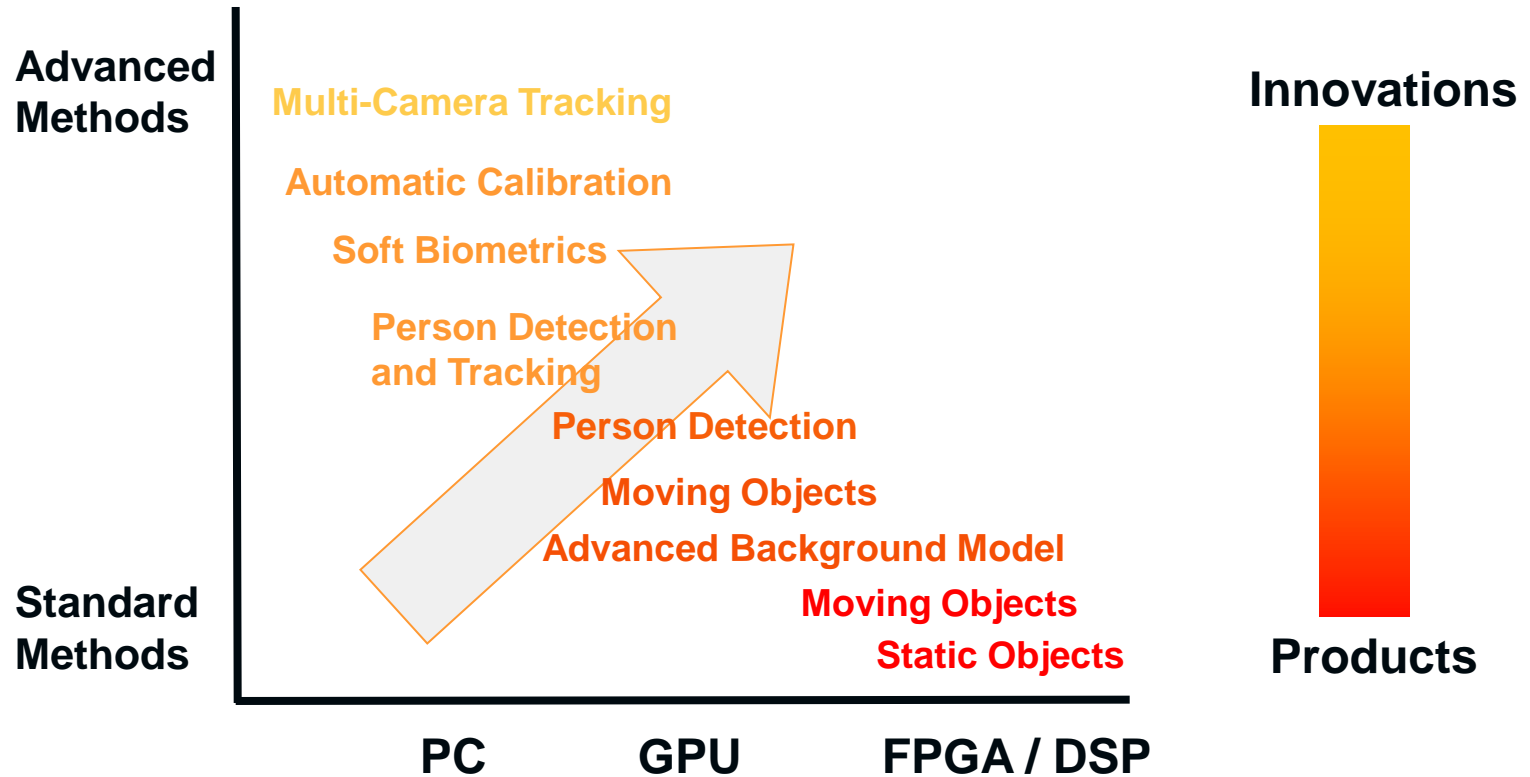 Advanced
Methods
Multi-Camera Tracking
Automatic Calibration
Soft Biometrics
Person Detection
and Tracking
Person Detection
Moving Objects
Advanced Background Model
Moving Objects
Static Objects
Standard
Methods
PC
GPU
FPGA / DSP
Innovations
Products